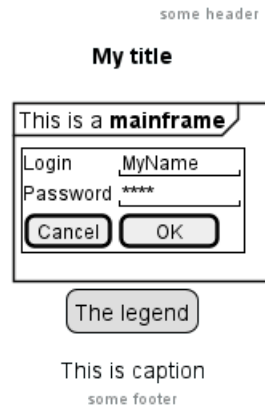 some header
My title
This is a mainframe
Login MyName
Password ****
Cancel OK
The legend
This is caption
some footer